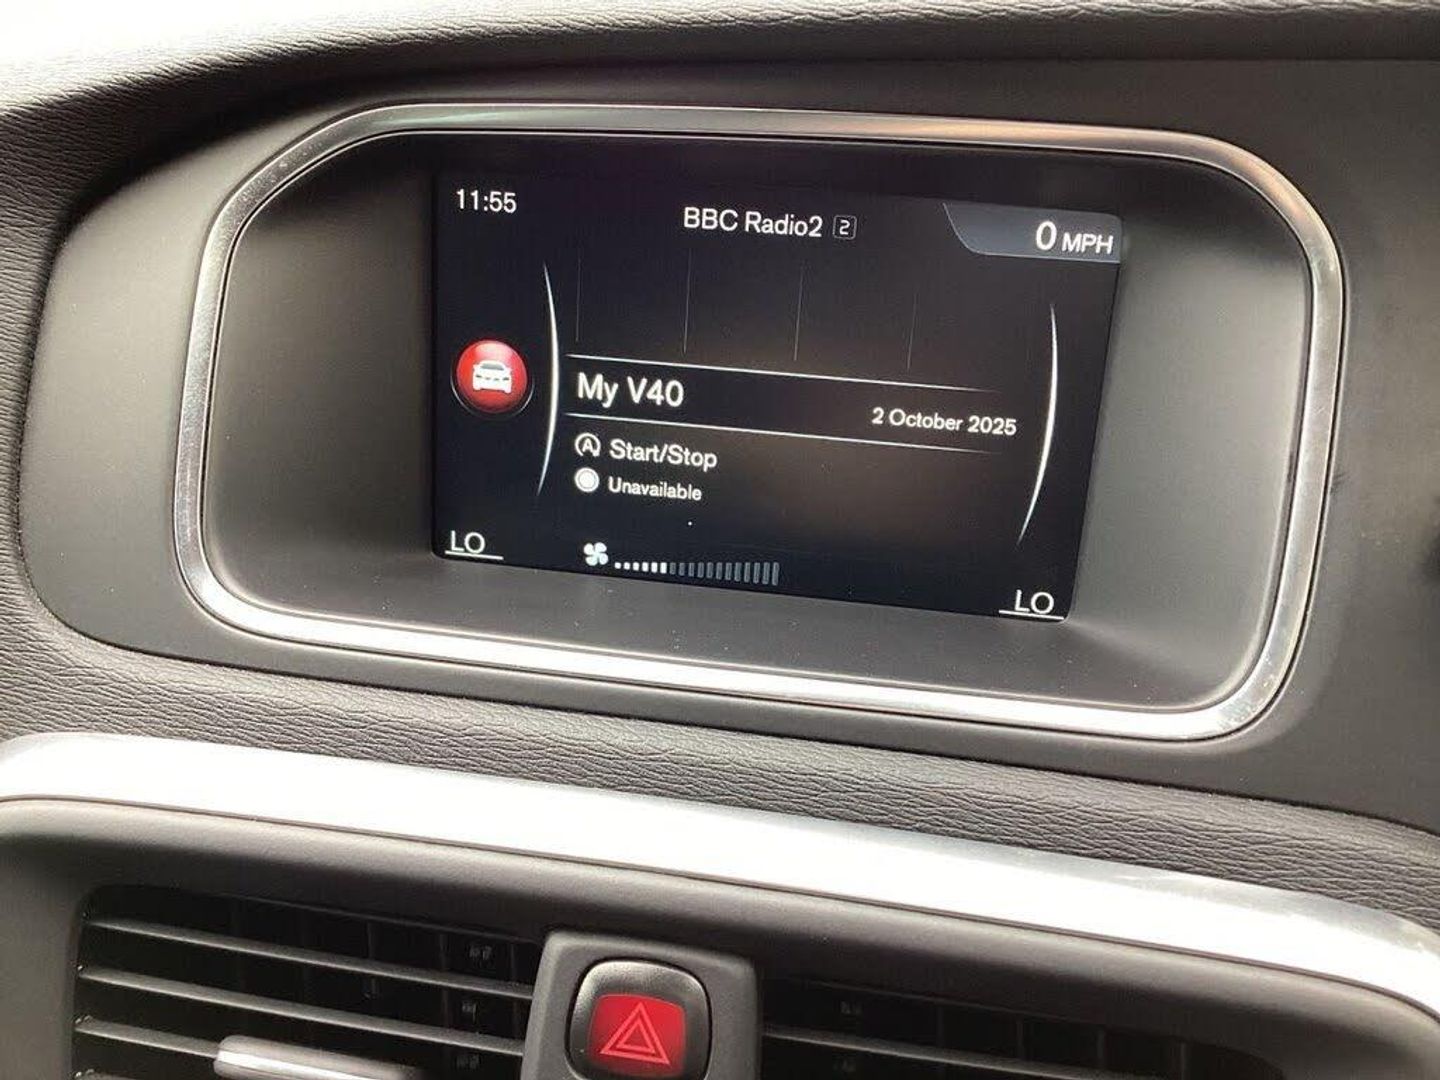 11:55
BBC Radio2 2
0 MPH
My V40
2 October 2025
A Start/Stop
Unavailable
LO
LO